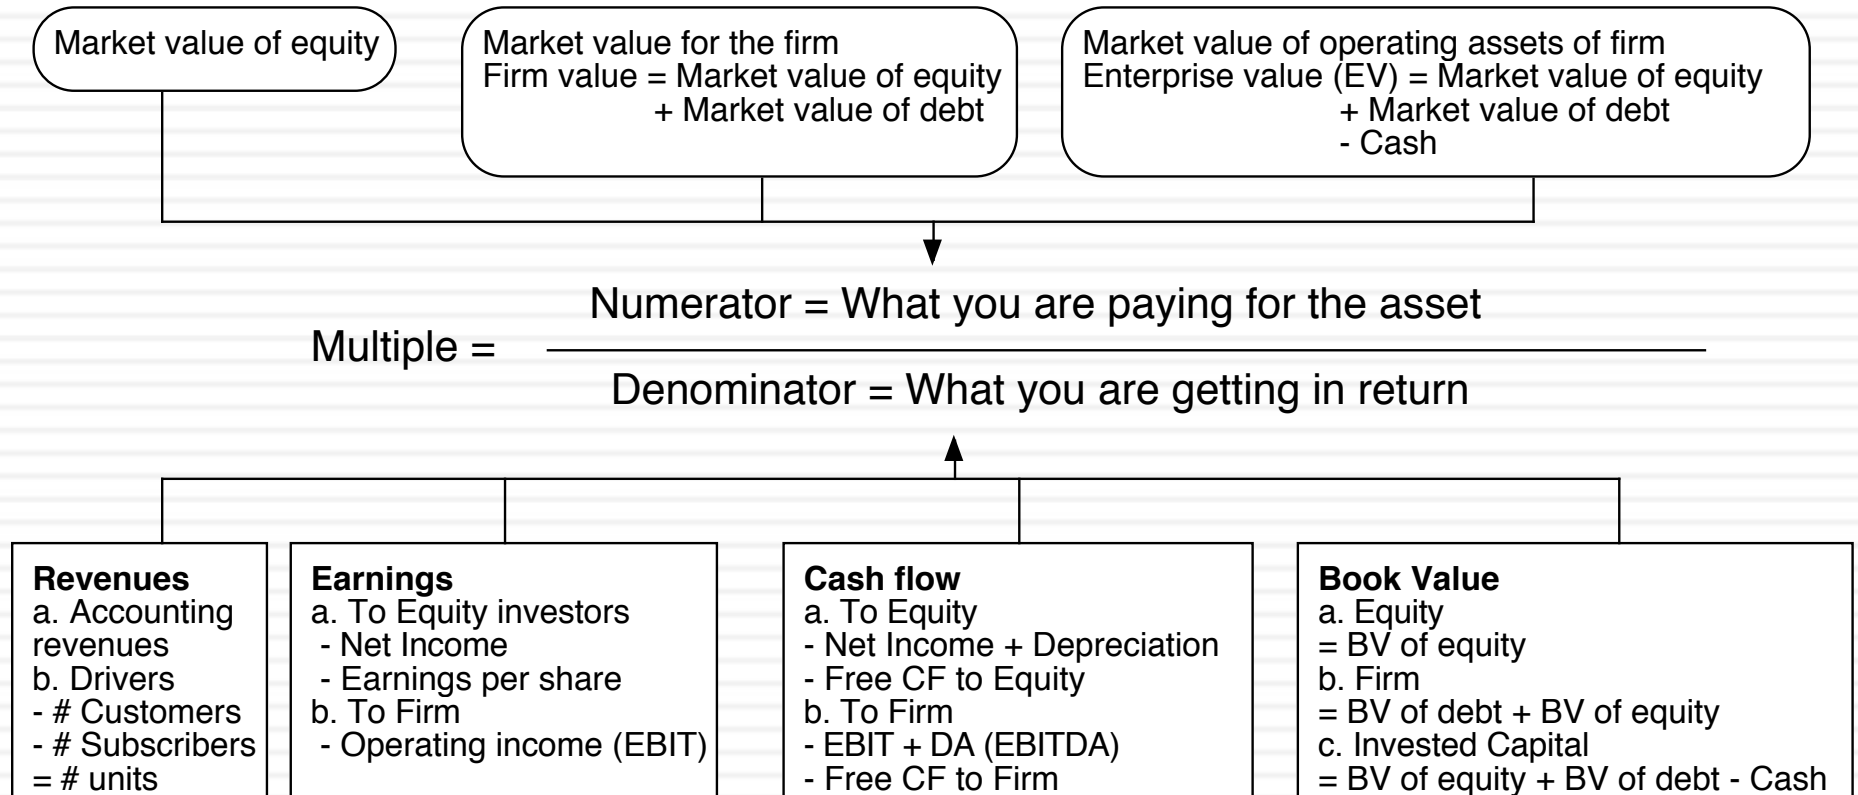 Market value of equity
Market value for the firm
Firm value = Market value of equity
+ Market value of debt
Market value of operating assets of firm
Enterprise value (EV) = Market value of equity
+ Market value of debt
- Cash
Numerator = What you are paying for the asset
Multiple =
Denominator = What you are getting in return
Revenues
a. Accounting
revenues
b. Drivers
- # Customers
- # Subscribers
= # units
Earnings
a. To Equity investors
- Net Income
- Earnings per share
b. To Firm
- Operating income (EBIT)
Cash flow
a. To Equity
- Net Income + Depreciation
- Free CF to Equity
b. To Firm
- EBIT + DA (EBITDA)
- Free CF to Firm
Book Value
a. Equity
= BV of equity
b. Firm
= BV of debt + BV of equity
c. Invested Capital
= BV of equity + BV of debt - Cash